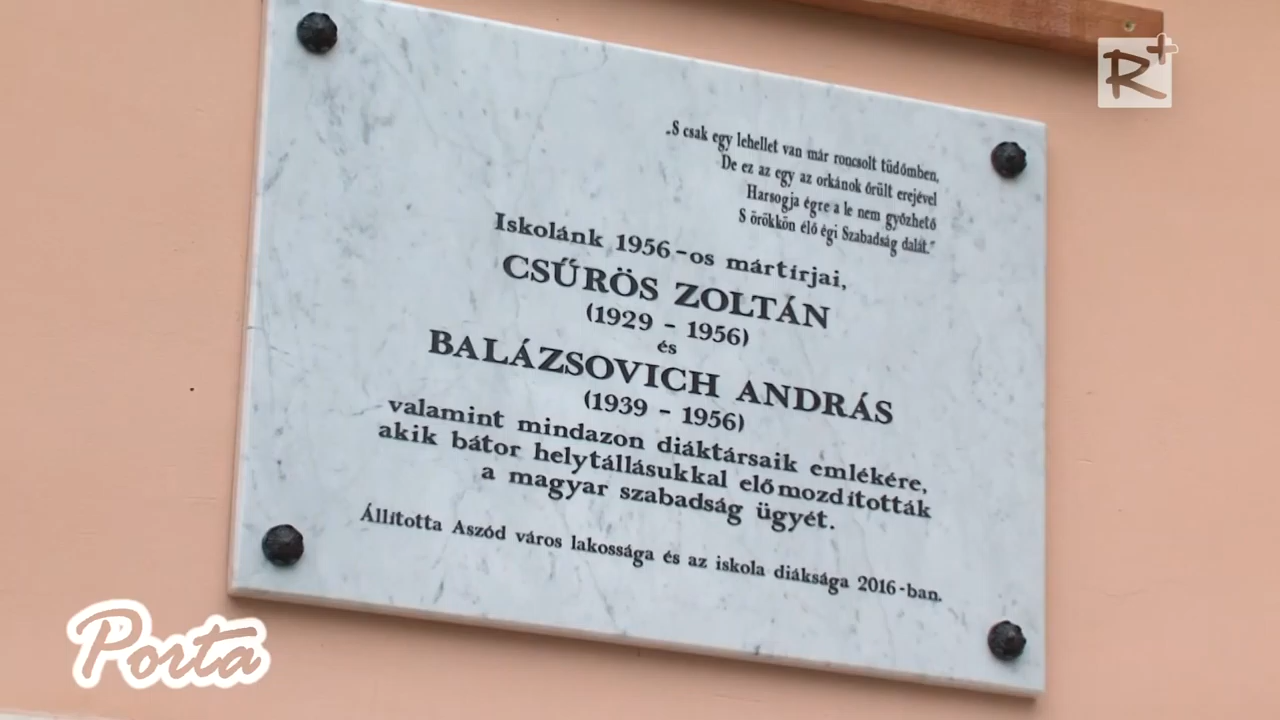 R+
„S csak egy lehellet van már roncsolt tüdőmben,
De ez az egy az orkánok őrült erejével
Harsogja égre a le nem győzhető
S örökkön élő égi Szabadság dalát."
Iskolánk 1956-os mártírjai,
CSŰRÖS ZOLTÁN
(1929 - 1956)
és
BALÁZSOVICH ANDRÁS
(1939 - 1956)
valamint mindazon diáktársaik emlékére,
akik bátor helytállásukkal előmozdították
a magyar szabadság ügyét.
Állította Aszód város lakossága és az iskola diáksága 2016-ban.
Porta